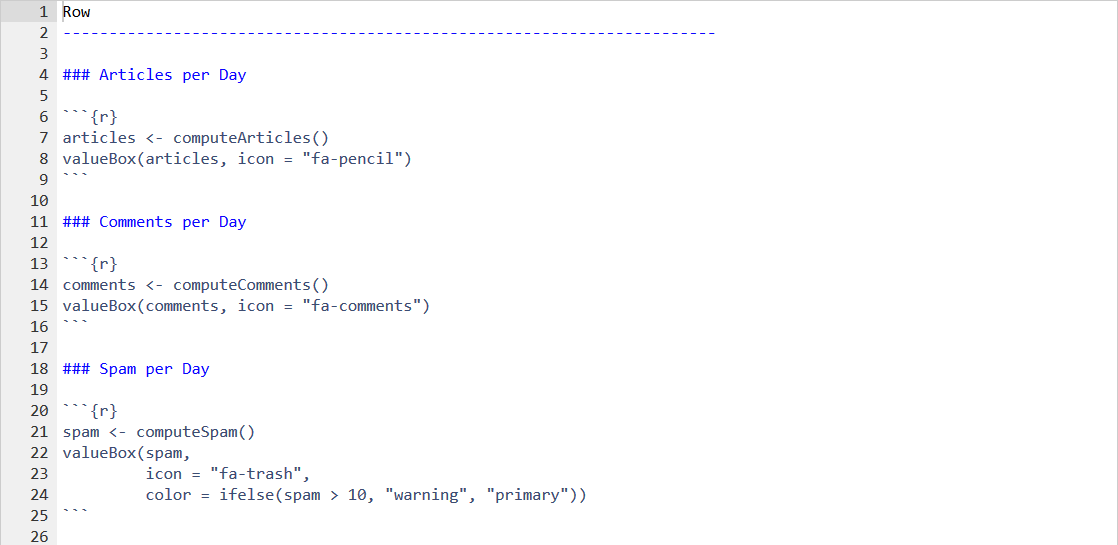 1 Row
2 -----------------------------------------------------------------------
3
4 ### Articles per Day
5
6 ```{r}
7 articles <- computeArticles()
8 valueBox(articles, icon = "fa-pencil")
9 ```
10
11 ### Comments per Day
12
13 ```{r}
14 comments <- computeComments()
15 valueBox(comments, icon = "fa-comments")
16 ```
17
18 ### Spam per Day
19
20 ```{r}
21 spam <- computeSpam()
22 valueBox(spam,
23          icon = "fa-trash",
24          color = ifelse(spam > 10, "warning", "primary"))
25 ```
26